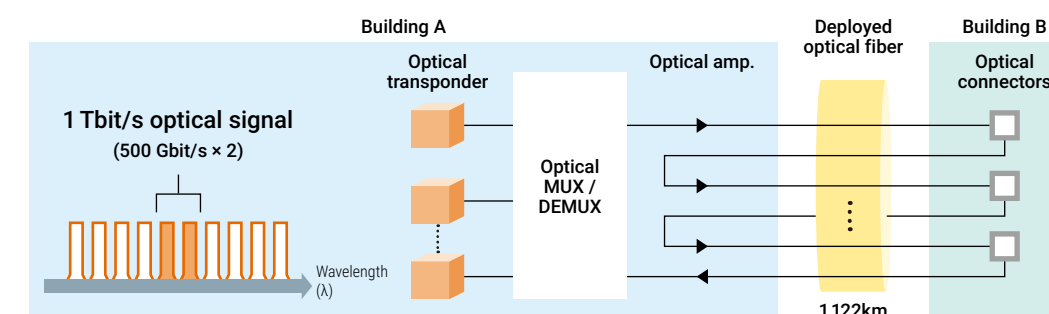 Building A
Deployed
optical fiber
Building B
Optical
transponder
Optical amp.
Optical
connectors
1 Tbit/s optical signal
(500 Gbit/s × 2)
Optical
MUX /
DEMUX
Wavelength
(λ)
1,122km